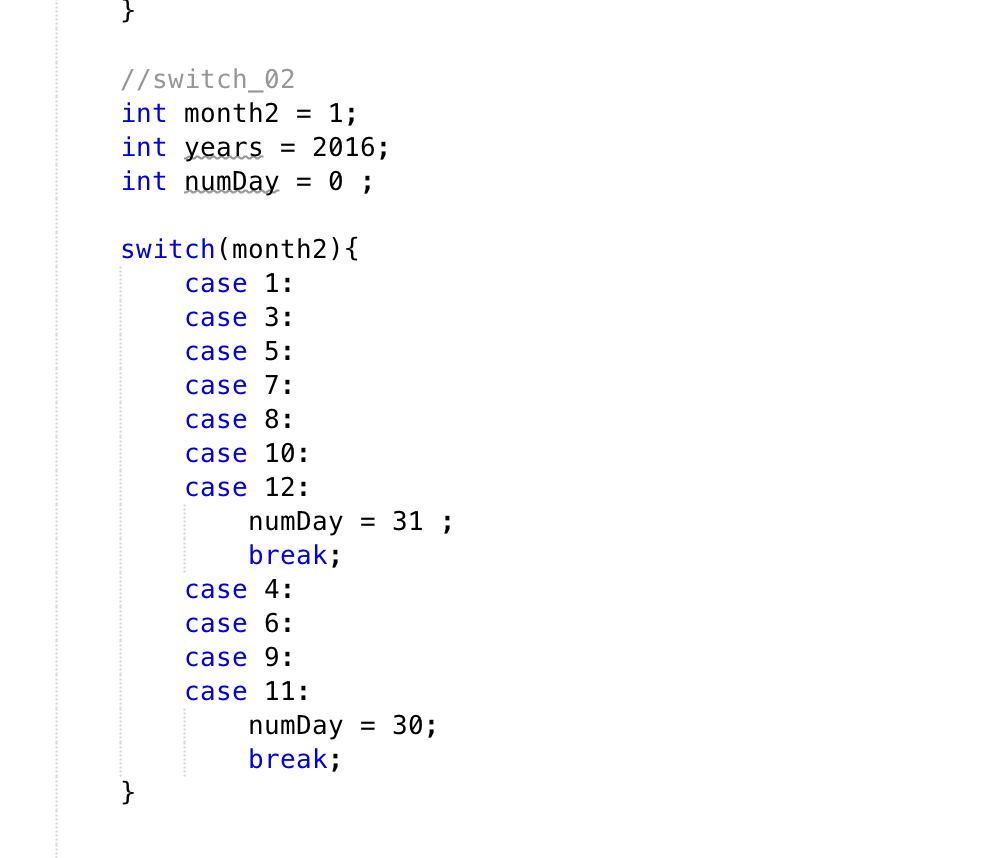 }
//switch_02
int month2 = 1;
int years = 2016;
int numDay = 0 ;
switch(month2){
case 1:
case 3:
case 5:
case 7:
case 8:
case 10:
case 12:
numDay = 31 ;
break;
case 4:
case 6:
case 9:
case 11:
numDay = 30;
break;
}